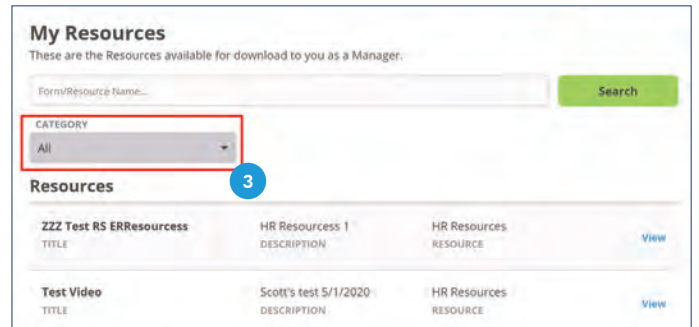 My Resources
These are the Resources available for download to you as a Manager.
Form/Resource Name...
Search
CATEGORY
All
3
Resources
ZZZ Test RS ERResourcess HR Resourcess 1 HR Resources
TITLE DESCRIPTION RESOURCE View
Test Video Scott's test 5/1/2020 HR Resources
TITLE DESCRIPTION RESOURCE View